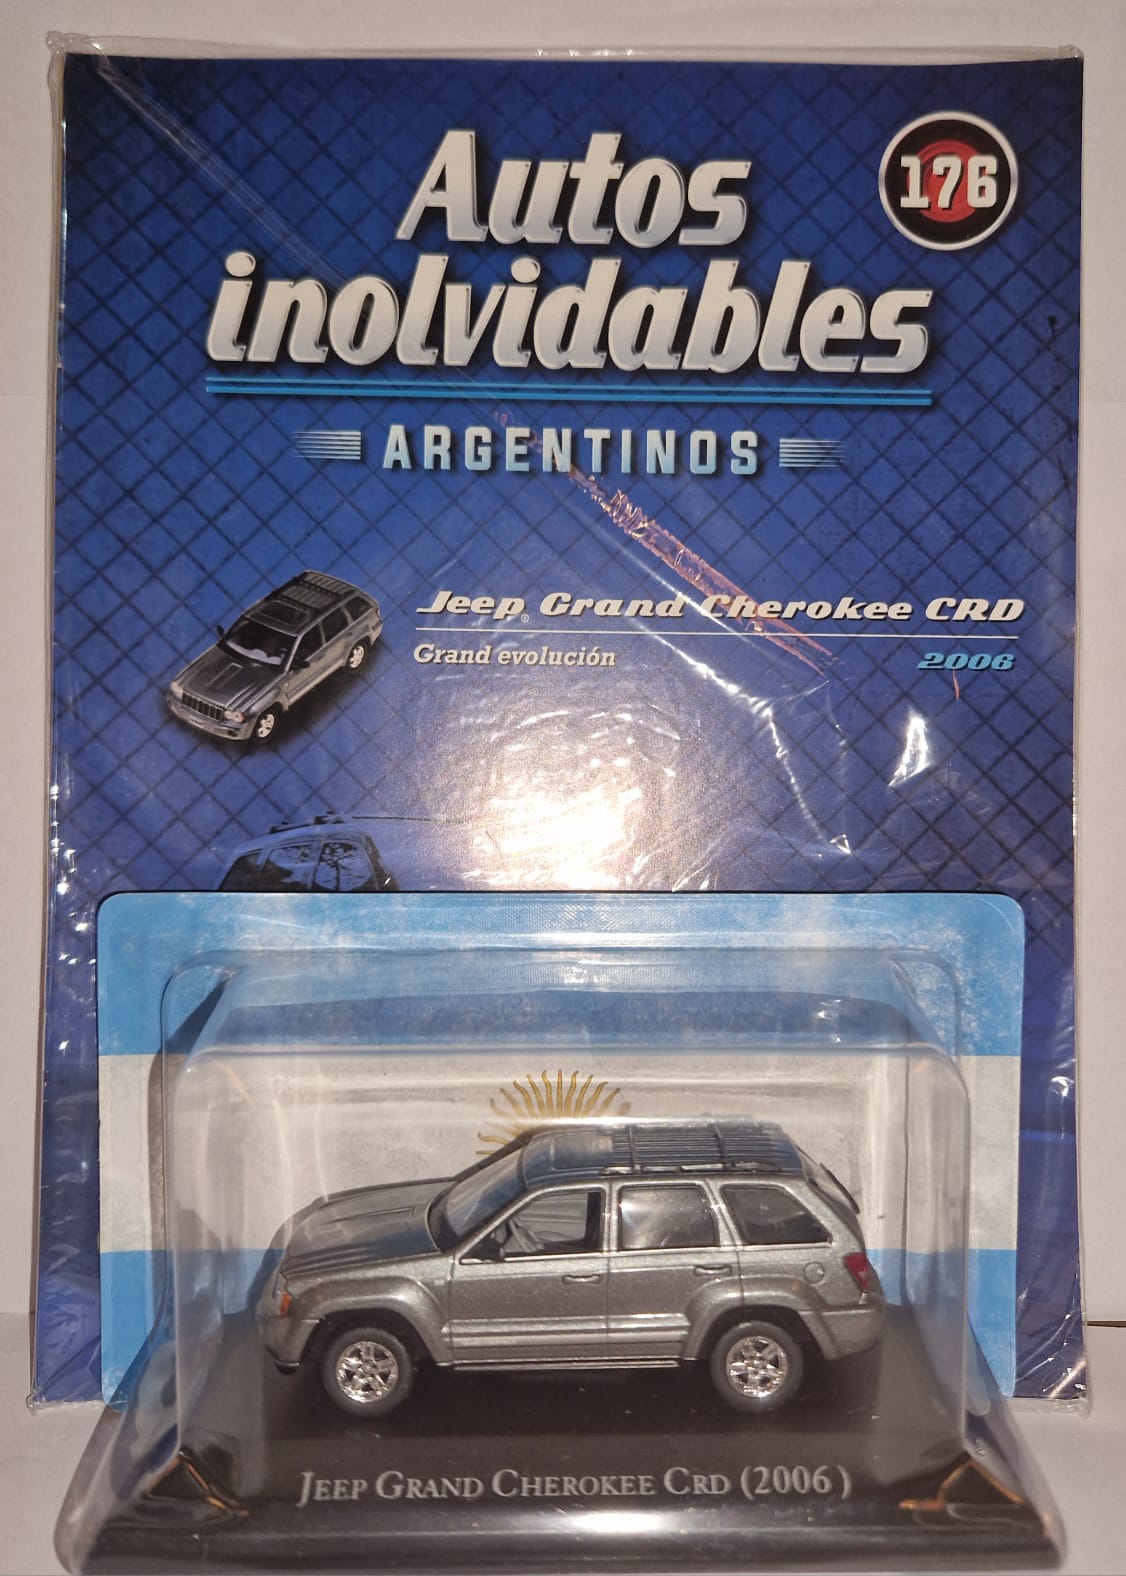 176
Autos
inolvidables
ARGENTINOS
Jeep® Grand Cherokee CRD
Grand evolución 2006
JEEP GRAND CHEROKEE CRD (2006)